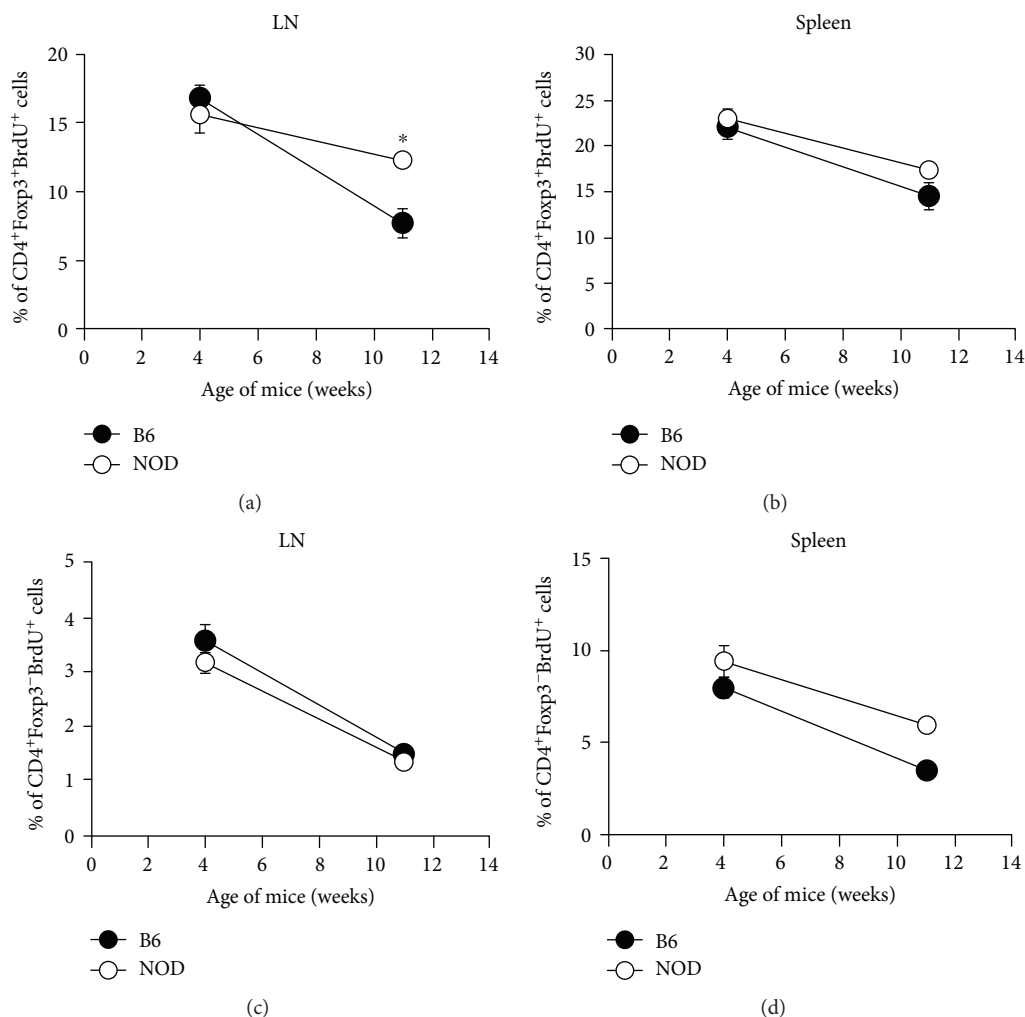 LN
% of CD4⁺Foxp3⁺BrdU⁺ cells
20
15
10
5
0
0 2 4 6 8 10 12 14
*
Age of mice (weeks)
B6
NOD
(a)
Spleen
% of CD4⁺Foxp3⁺BrdU⁺ cells
30
25
20
15
10
5
0
0 2 4 6 8 10 12 14
Age of mice (weeks)
B6
NOD
(b)
LN
% of CD4⁺Foxp3⁻BrdU⁺ cells
5
4
3
2
1
0
0 2 4 6 8 10 12 14
Age of mice (weeks)
B6
NOD
(c)
Spleen
% of CD4⁺Foxp3⁻BrdU⁺ cells
15
10
5
0
0 2 4 6 8 10 12 14
Age of mice (weeks)
B6
NOD
(d)